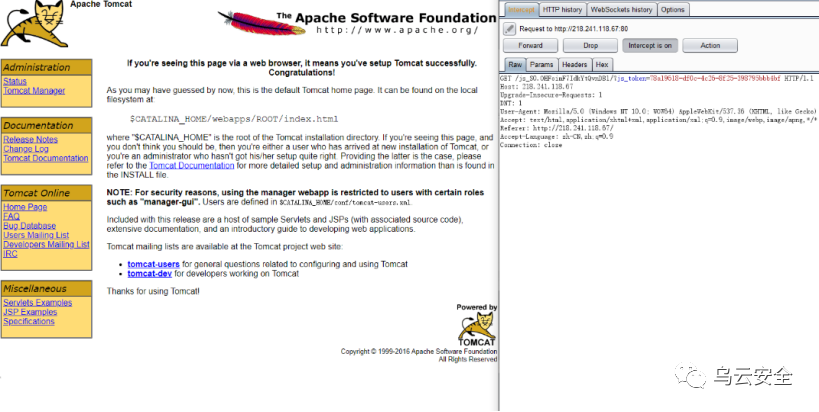 Apache Tomcat
The Apache Software Foundation
http://www.apache.org/
Administration
Status
Tomcat Manager
Documentation
Release Notes
Change Log
Tomcat Documentation
Tomcat Online
Home Page
FAQ
Bug Database
Users Mailing List
Developers Mailing List
IRC
Miscellaneous
Servlets Examples
JSP Examples
Specifications
If you're seeing this page via a web browser, it means you've setup Tomcat successfully.
Congratulations!
As you may have guessed by now, this is the default Tomcat home page. It can be found on the local
filesystem at:
$CATALINA_HOME/webapps/ROOT/index.html
where "$CATALINA_HOME" is the root of the Tomcat installation directory. If you're seeing this page, and
you don't think you should be, then you're either a user who has arrived at new installation of Tomcat, or
you're an administrator who hasn't got his/her setup quite right. Providing the latter is the case, please
refer to the Tomcat Documentation for more detailed setup and administration information than is found in
the INSTALL file.
NOTE: For security reasons, using the manager webapp is restricted to users with certain roles
such as "manager-gui". Users are defined in $CATALINA_HOME/conf/tomcat-users.xml.
Included with this release are a host of sample Servlets and JSPs (with associated source code),
extensive documentation, and an introductory guide to developing web applications.
Tomcat mailing lists are available at the Tomcat project web site:
tomcat-users for general questions related to configuring and using Tomcat
tomcat-dev for developers working on Tomcat
Thanks for using Tomcat!
Powered by
TOMCAT
Copyright © 1999-2016 Apache Software Foundation
All Rights Reserved
Intercept HTTP history WebSockets history Options
Request to http://218.241.118.67:80
Forward Drop Intercept is on Action
Raw Params Headers Hex
HTTP/1.1
Host: 218.241.118.67
Upgrade-Insecure-Requests: 1
DNT: 1
User-Agent: Mozilla/5.0 (Windows NT 10.0; WOW64) AppleWebKit/537.36 (KHTML, like Gecko)
Accept: text/html,application/xhtml+xml,application/xml;q=0.9,image/webp,image/apng,*/*
Referer: http://218.241.118.67/
Accept-Language: zh-CN,zh;q=0.9
Connection: close
乌云安全